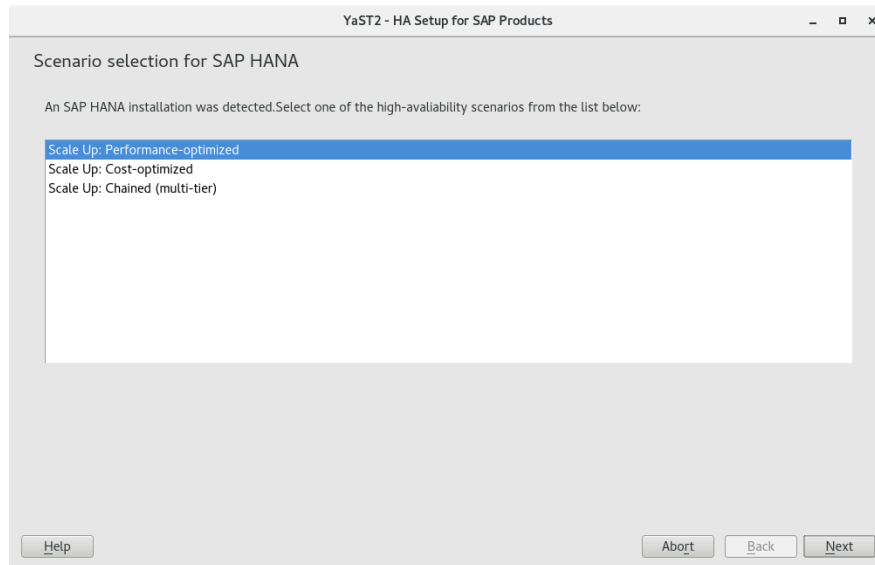 YaST2 - HA Setup for SAP Products
Scenario selection for SAP HANA
An SAP HANA installation was detected.Select one of the high-avaliability scenarios from the list below:
Scale Up: Performance-optimized
Scale Up: Cost-optimized
Scale Up: Chained (multi-tier)
Help Abort Back Next